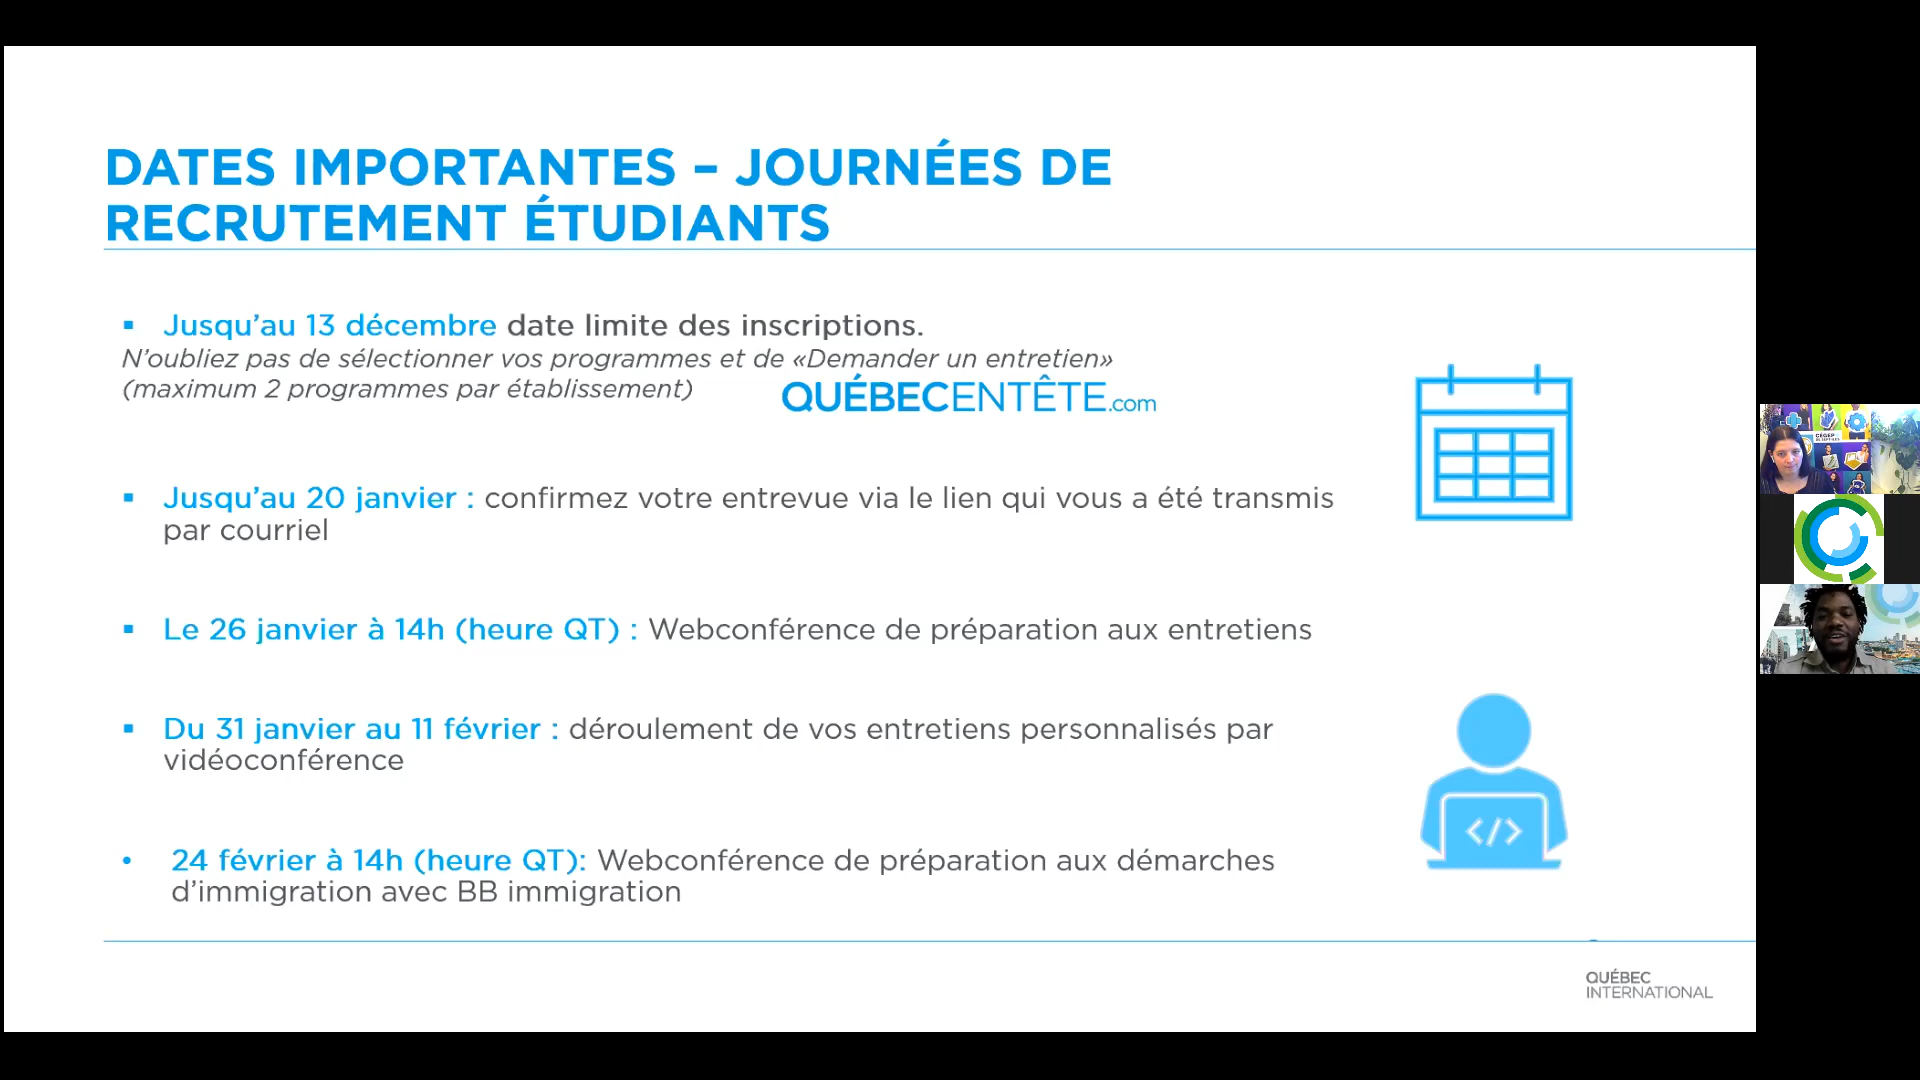 DATES IMPORTANTES – JOURNÉES DE
RECRUTEMENT ÉTUDIANTS
▪ Jusqu’au 13 décembre date limite des inscriptions.
N’oubliez pas de sélectionner vos programmes et de «Demander un entretien»
(maximum 2 programmes par établissement)
QUÉBECENTÊTE.com
▪ Jusqu’au 20 janvier : confirmez votre entrevue via le lien qui vous a été transmis
par courriel
▪ Le 26 janvier à 14h (heure QT) : Webconférence de préparation aux entretiens
▪ Du 31 janvier au 11 février : déroulement de vos entretiens personnalisés par
vidéoconférence
• 24 février à 14h (heure QT): Webconférence de préparation aux démarches
d’immigration avec BB immigration
</>
QUÉBEC
INTERNATIONAL
CEGEP